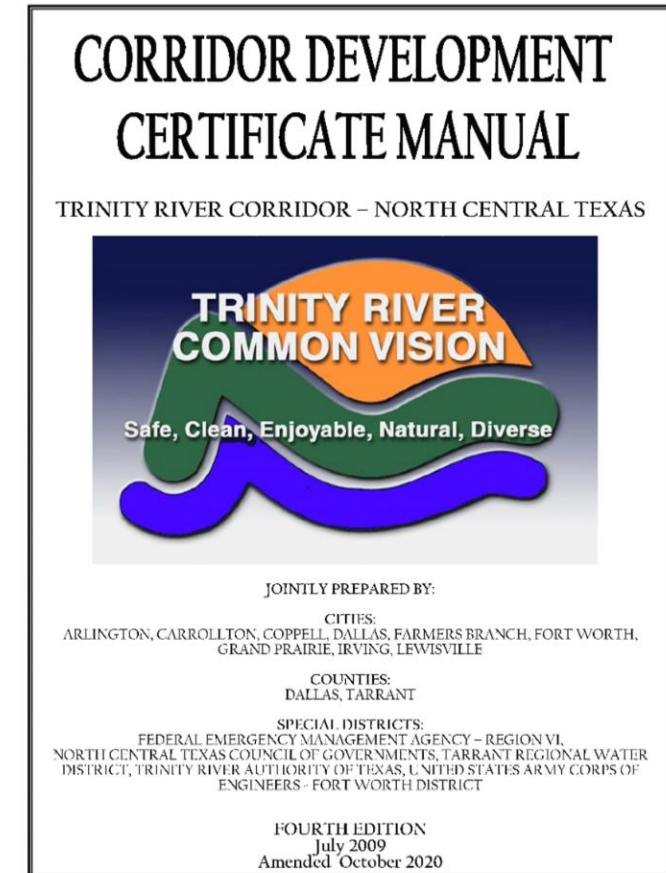 CORRIDOR DEVELOPMENT
CERTIFICATE MANUAL
TRINITY RIVER CORRIDOR – NORTH CENTRAL TEXAS
TRINITY RIVER
COMMON VISION
Safe, Clean, Enjoyable, Natural, Diverse
JOINTLY PREPARED BY:
CITIES:
ARLINGTON, CARROLLTON, COPPELL, DALLAS, FARMERS BRANCH, FORT WORTH,
GRAND PRAIRIE, IRVING, LEWISVILLE
COUNTIES:
DALLAS, TARRANT
SPECIAL DISTRICTS:
FEDERAL EMERGENCY MANAGEMENT AGENCY – REGION VI,
NORTH CENTRAL TEXAS COUNCIL OF GOVERNMENTS, TARRANT REGIONAL WATER
DISTRICT, TRINITY RIVER AUTHORITY OF TEXAS, UNITED STATES ARMY CORPS OF
ENGINEERS - FORT WORTH DISTRICT
FOURTH EDITION
July 2009
Amended October 2020